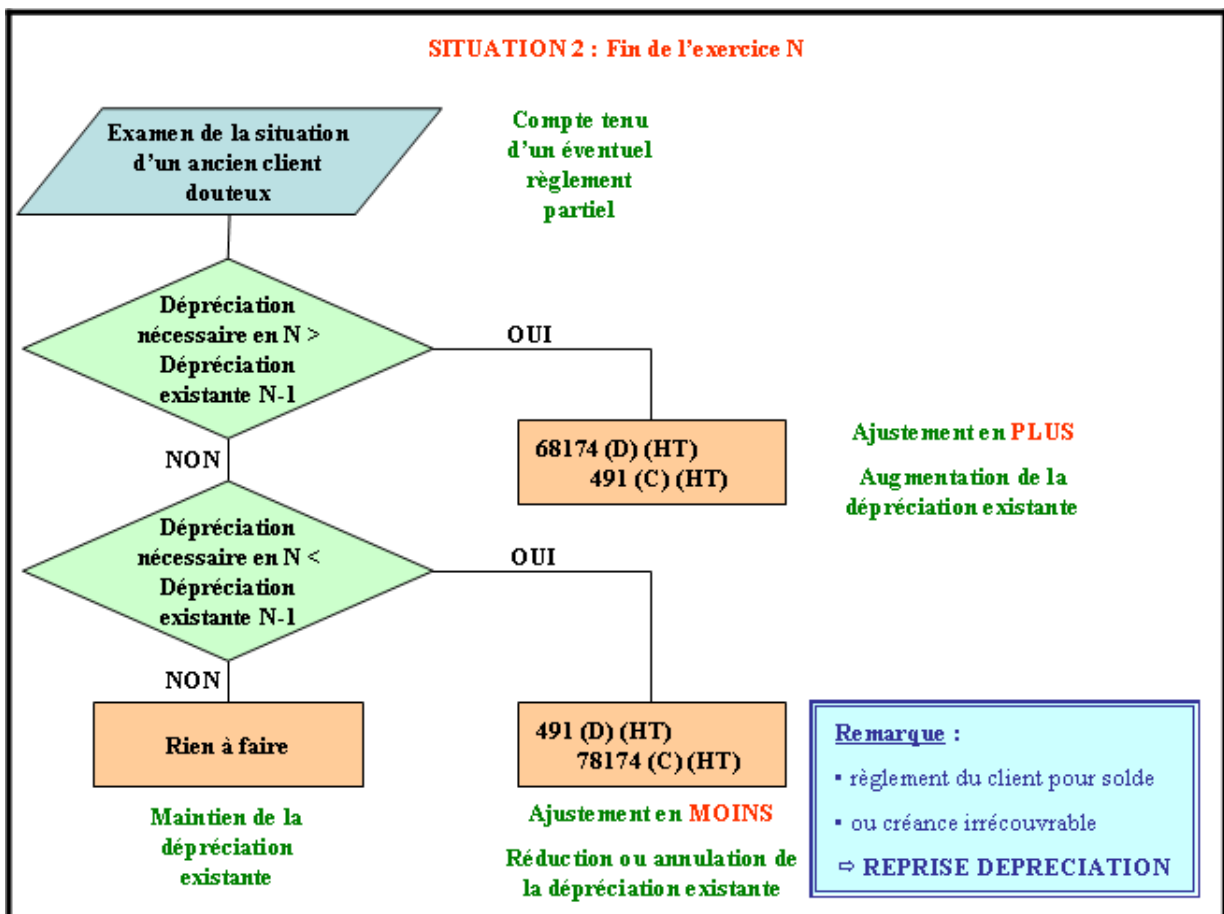 SITUATION 2 : Fin de l'exercice N
Examen de la situation
d'un ancien client
douteux
Compte tenu
d'un éventuel
règlement
partiel
Dépréciation
nécessaire en N >
Dépréciation
existante N-1
OUI
68174 (D) (HT)
491 (C) (HT)
Ajustement en PLUS
Augmentation de la
dépréciation existante
NON
Dépréciation
nécessaire en N <
Dépréciation
existante N-1
OUI
NON
Rien à faire
Maintien de la
dépréciation
existante
491 (D) (HT)
78174 (C) (HT)
Ajustement en MOINS
Réduction ou annulation de
la dépréciation existante
Remarque :
▪ règlement du client pour solde
▪ ou créance irrécouvrable
⇨ REPRISE DEPRECIATION